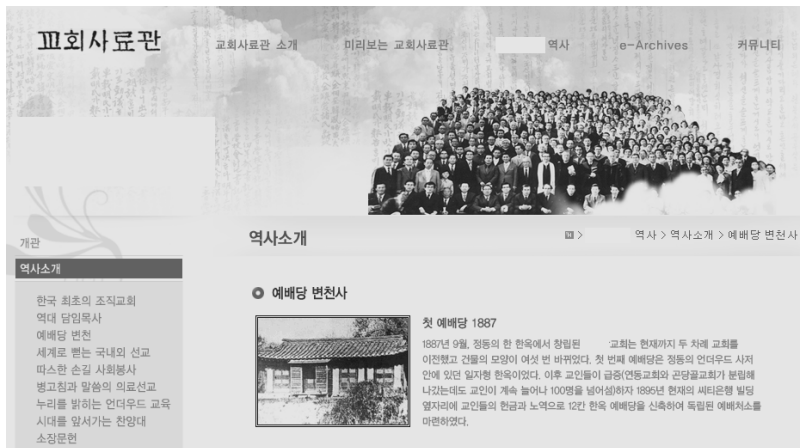 교회사료관
교회사료관 소개 미리보는 교회사료관 역사 e-Archives 커뮤니티
개관
역사소개
한국 최초의 조직교회
역대 담임목사
예배당 변천
세계로 뻗는 국내외 선교
따스한 손길 사회봉사
병고침과 말씀의 의료선교
누리를 밝히는 언더우드 교육
시대를 앞서가는 찬양대
소장문헌
역사소개
> 역사 > 역사소개 > 예배당 변천사
예배당 변천사
첫 예배당 1887
1887년 9월, 정동의 한 한옥에서 창립된 '교회는 현재까지 두 차례 교회를
이전했고 건물의 모양이 여섯 번 바뀌었다. 첫 번째 예배당은 정동의 언더우드 사저
안에 있던 일자형 한옥이었다. 이후 교인들이 급증(연동교회와 곤당골교회가 분립해
나갔는데도 교인이 계속 늘어나 100명을 넘어섬)하자 1895년 현재의 씨티은행 빌딩
옆자리에 교인들의 헌금과 노역으로 12칸 한옥 예배당을 신축하여 독립된 예배처소를
마련하였다.